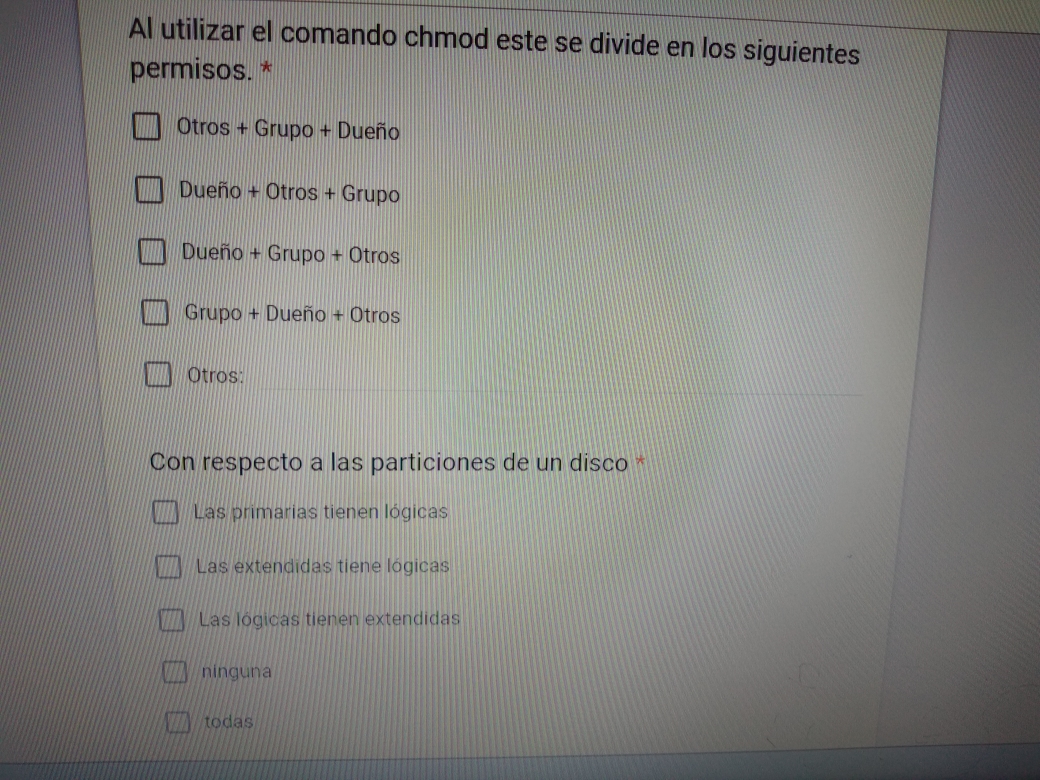 Al utilizar el comando chmod este se divide en los siguientes
permisos. *
Otros + Grupo + Dueño
Dueño + Otros + Grupo
Dueño + Grupo + Otros
Grupo + Dueño + Otros
Otros:
Con respecto a las particiones de un disco *
Las primarias tienen lógicas
Las extendidas tiene lógicas
Las lógicas tienen extendidas
ninguna
todas